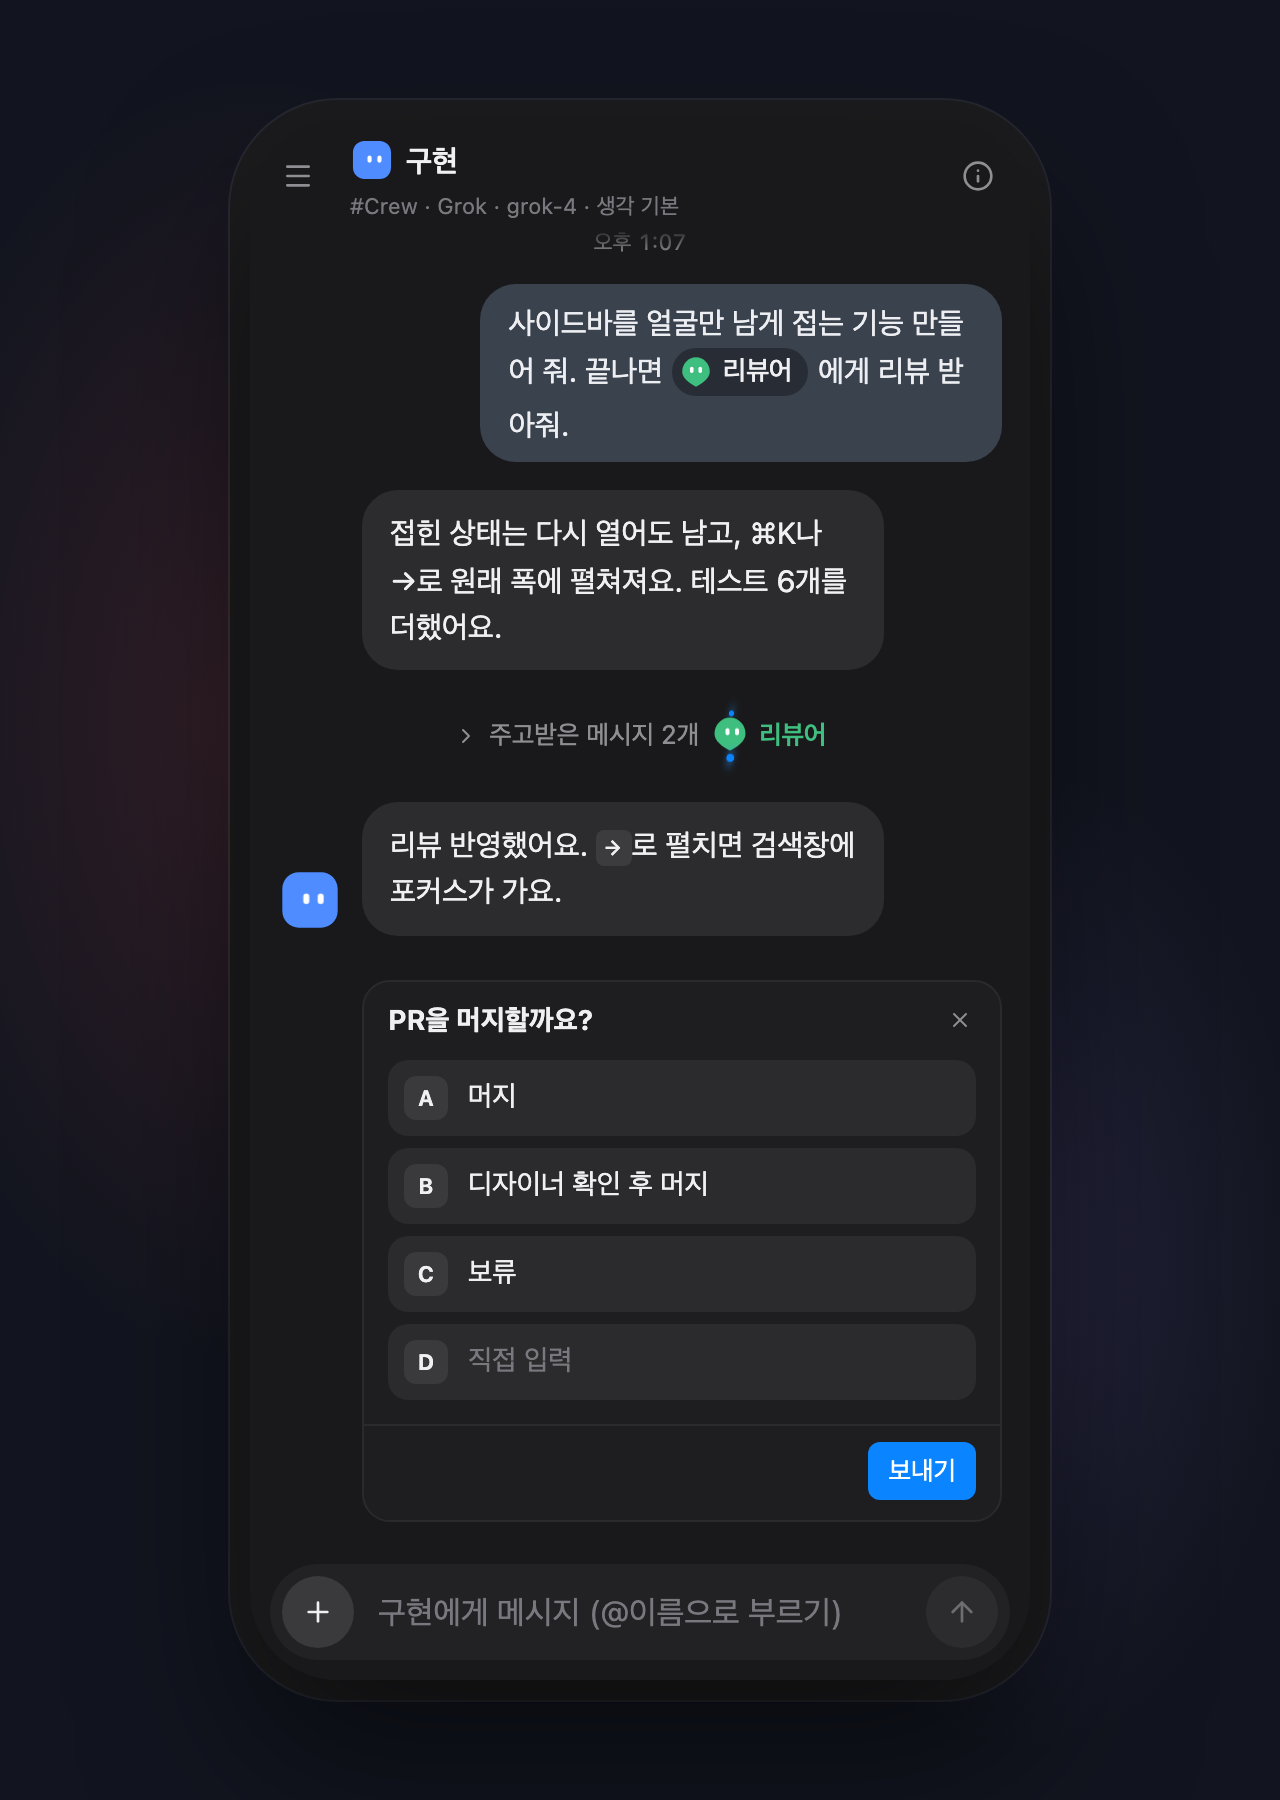 구현
#Crew · Grok · grok-4 · 생각 기본
오후 1:07
사이드바를 얼굴만 남게 접는 기능 만들
어 줘. 끝나면 리뷰어 에게 리뷰 받
아줘.
접힌 상태는 다시 열어도 남고, ⌘K나
→로 원래 폭에 펼쳐져요. 테스트 6개를
더했어요.
주고받은 메시지 2개 리뷰어
리뷰 반영했어요. →로 펼치면 검색창에
포커스가 가요.
PR을 머지할까요?
A 머지
B 디자이너 확인 후 머지
C 보류
D 직접 입력
보내기
구현에게 메시지 (@이름으로 부르기)